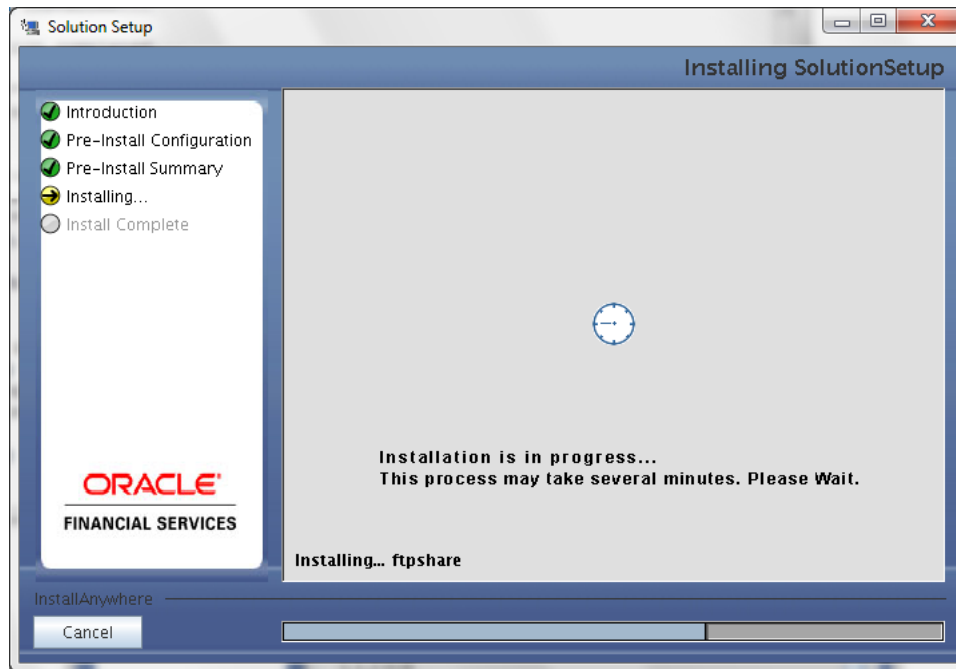 Solution Setup
Installing SolutionSetup
Introduction
Pre-Install Configuration
Pre-Install Summary
Installing...
Install Complete
ORACLE
FINANCIAL SERVICES
Installation is in progress...
This process may take several minutes. Please Wait.
Installing... ftpshare
InstallAnywhere
Cancel